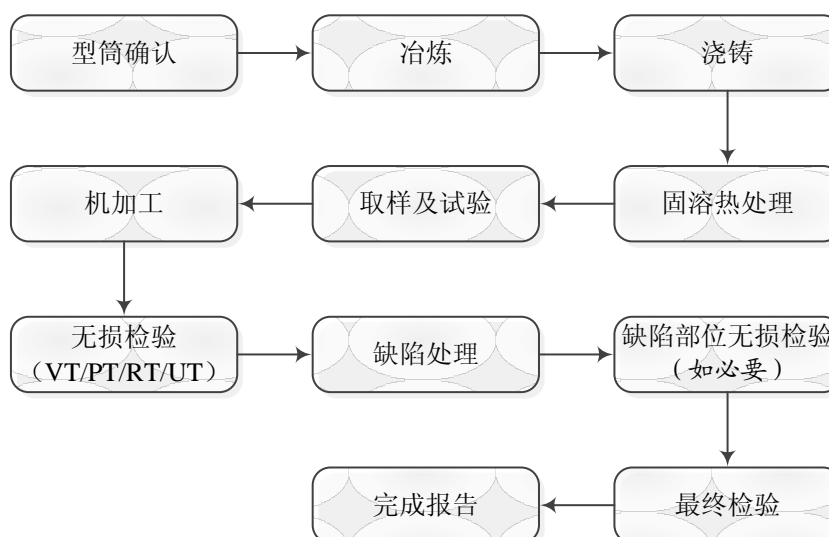 型筒确认
冶炼
浇铸
固溶热处理
取样及试验
机加工
无损检验
（VT/PT/RT/UT）
缺陷处理
缺陷部位无损检验
（如必要）
最终检验
完成报告